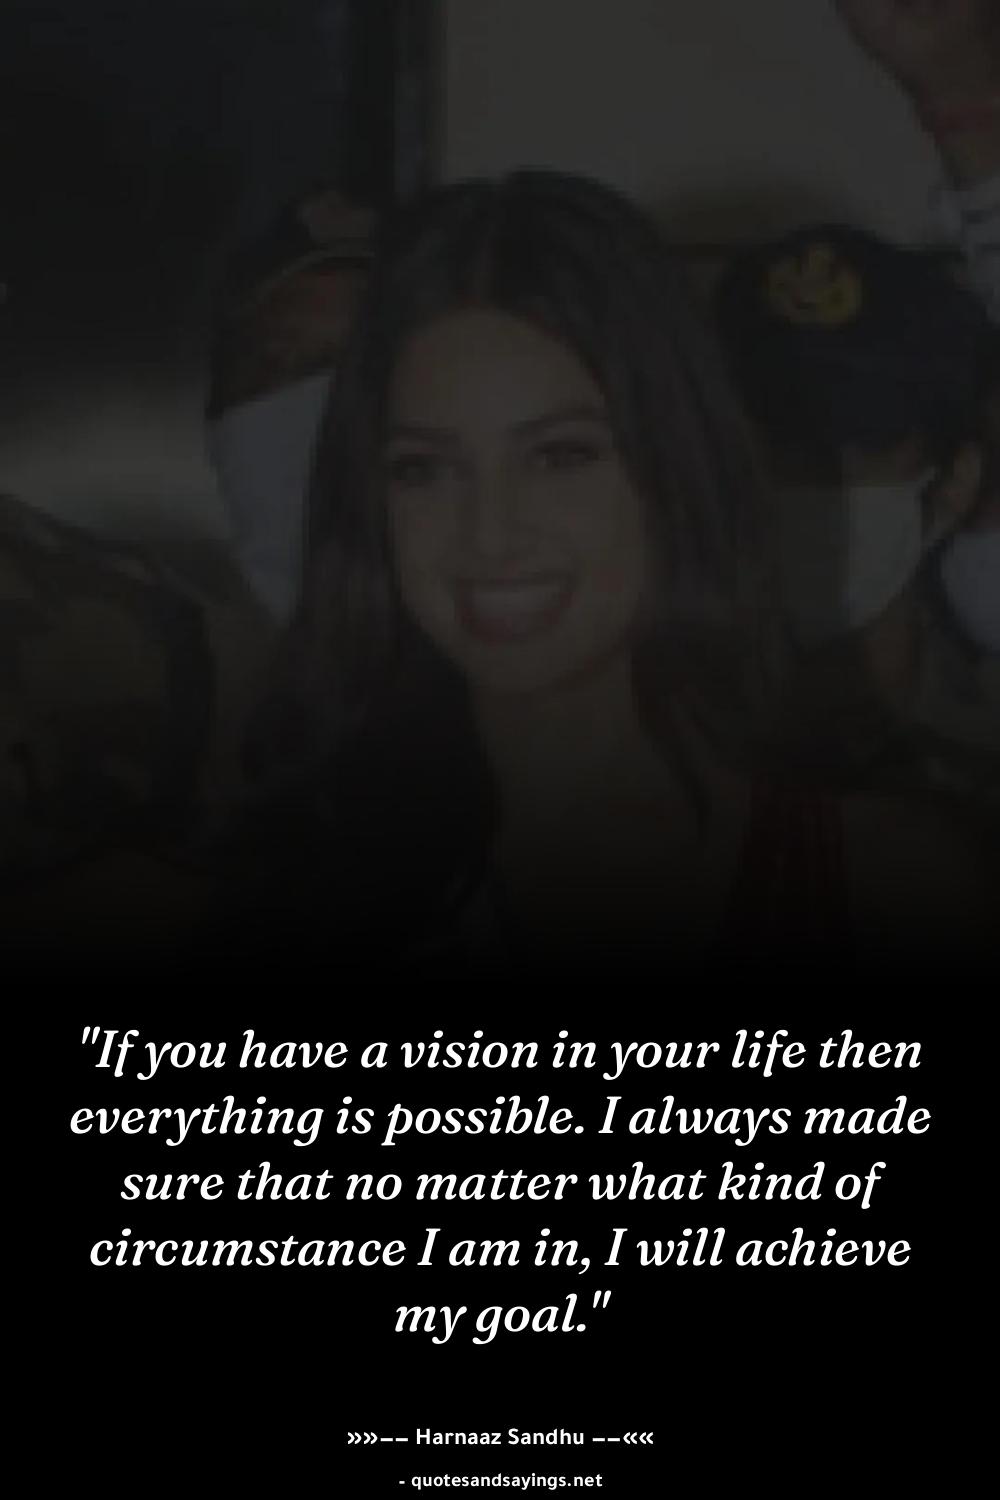 "If you have a vision in your life then
everything is possible. I always made
sure that no matter what kind of
circumstance I am in, I will achieve
my goal."
»»−− Harnaaz Sandhu −−««
- quotesandsayings.net